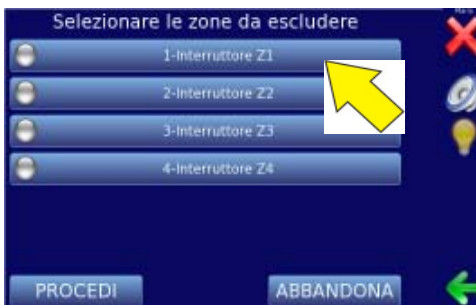 Selezionare le zone da escludere
1-Interruttore Z1
2-Interruttore Z2
3-Interruttore Z3
4-Interruttore Z4
PROCEDI
ABBANDONA